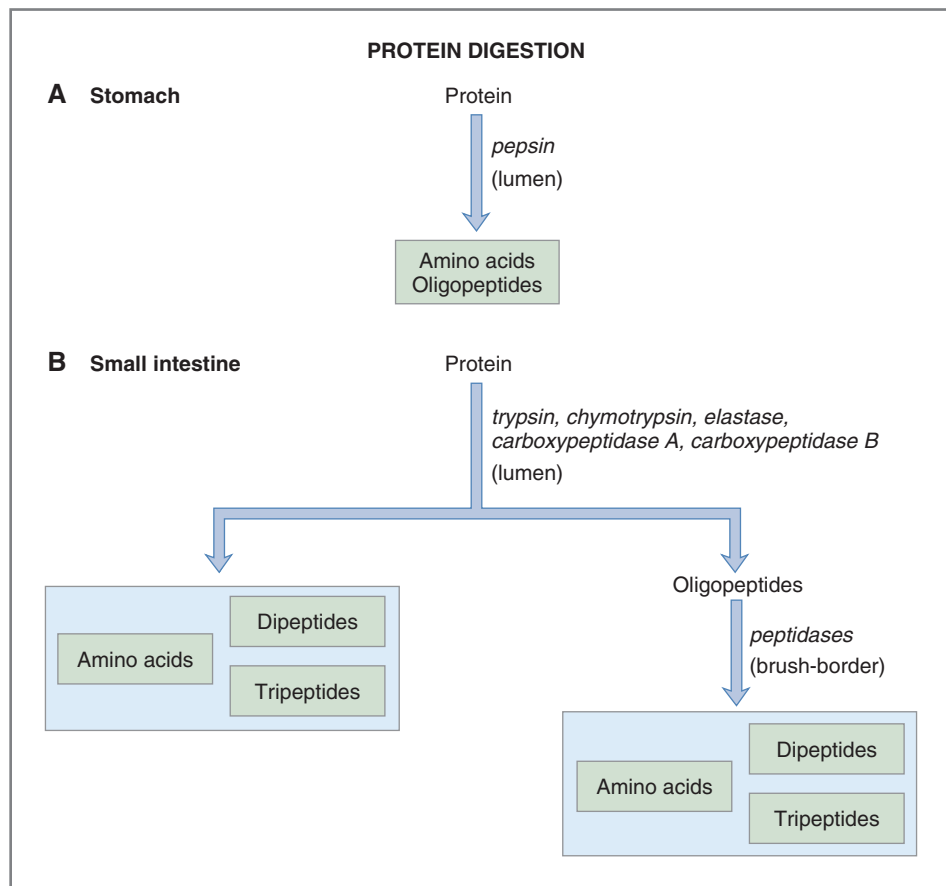 PROTEIN DIGESTION
A Stomach
Protein
pepsin
(lumen)
Amino acids
Oligopeptides
B Small intestine
Protein
trypsin, chymotrypsin, elastase,
carboxypeptidase A, carboxypeptidase B
(lumen)
Amino acids
Dipeptides
Tripeptides
Oligopeptides
peptidases
(brush-border)
Amino acids
Dipeptides
Tripeptides